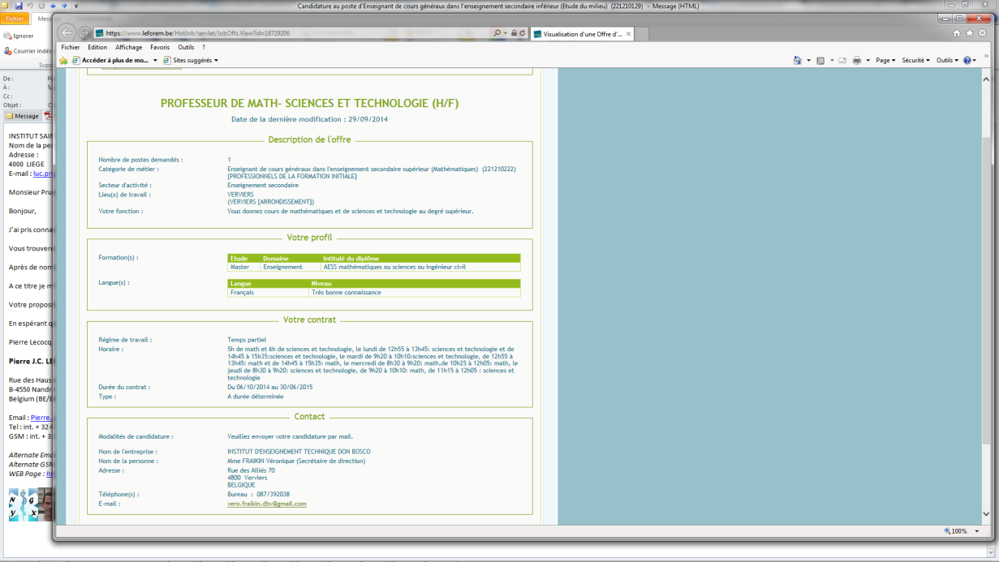 Candidature au poste d'Enseignant de cours généraux dans l'enseignement secondaire inférieur (Etude du milieu) (221210129) - Message (HTML)
Fichier
Ignorer
Courrier indés
Supp
De :
À :
Cc :
Objet :
Message
INSTITUT SAI
Nom de la pe
Adresse :
4000 LIEGE
E-mail : luc.pr
Monsieur Pru
Bonjour,
J'ai pris conna
Vous trouver
Après de nom
A ce titre je m
Votre proposi
En espérant q
Pierre Lecocq
Pierre J.C. LE
Rue des Haus
B-4550 Nandr
Belgium (BE/B
Email : Pierre.
Tel : int. + 32 4
GSM : int. + 3
Alternate Ema
Alternate GS
WEB Page : h
N G
y x
https://www.leforem.be/HotJob/servlet/JobOffs.View?id=18729206
Visualisation d'une Offre d'...
Fichier Edition Affichage Favoris Outils ?
Accéder à plus de mo... Sites suggérés
Page Sécurité Outils
PROFESSEUR DE MATH- SCIENCES ET TECHNOLOGIE (H/F)
Date de la dernière modification : 29/09/2014
Description de l'offre
Nombre de postes demandés : 1
Catégorie de métier : Enseignant de cours généraux dans l'enseignement secondaire supérieur (Mathématiques) (221210222)
[PROFESSIONNELS DE LA FORMATION INITIALE]
Secteur d'activité : Enseignement secondaire
Lieu(x) de travail : VERVIERS
(VERVIERS [ARRONDISSEMENT])
Votre fonction : Vous donnez cours de mathématiques et de sciences et technologie au degré supérieur.
Votre profil
Formation(s) :
Etude Domaine Intitulé du diplôme
Master Enseignement AESS mathématiques ou sciences ou ingénieur civil
Langue(s) :
Langue Niveau
Français Très bonne connaissance
Votre contrat
Régime de travail : Temps partiel
Horaire : 5h de math et 6h de sciences et technologie, le lundi de 12h55 à 13h45: sciences et technologie et de
14h45 à 15h35:sciences et technologie, le mardi de 9h20 à 10h10:sciences et technologie, de 12h55 à
13h45: math et de 14h45 à 15h35: math, le mercredi de 8h30 à 9h20: math,de 10h25 à 12h05: math, le
jeudi de 8h30 à 9h20: sciences et technologie, de 9h20 à 10h10: math, de 11h15 à 12h05 : sciences et
technologie
Durée du contrat : Du 06/10/2014 au 30/06/2015
Type : A durée déterminée
Contact
Modalités de candidature : Veuillez envoyer votre candidature par mail.
Nom de l'entreprise : INSTITUT D'ENSEIGNEMENT TECHNIQUE DON BOSCO
Nom de la personne : Mme FRAIKIN Véronique (Secrétaire de direction)
Adresse : Rue des Alliés 70
4800 Verviers
BELGIQUE
Téléphone(s) : Bureau : 087/392038
E-mail : vero.fraikin.dbv@gmail.com
100%